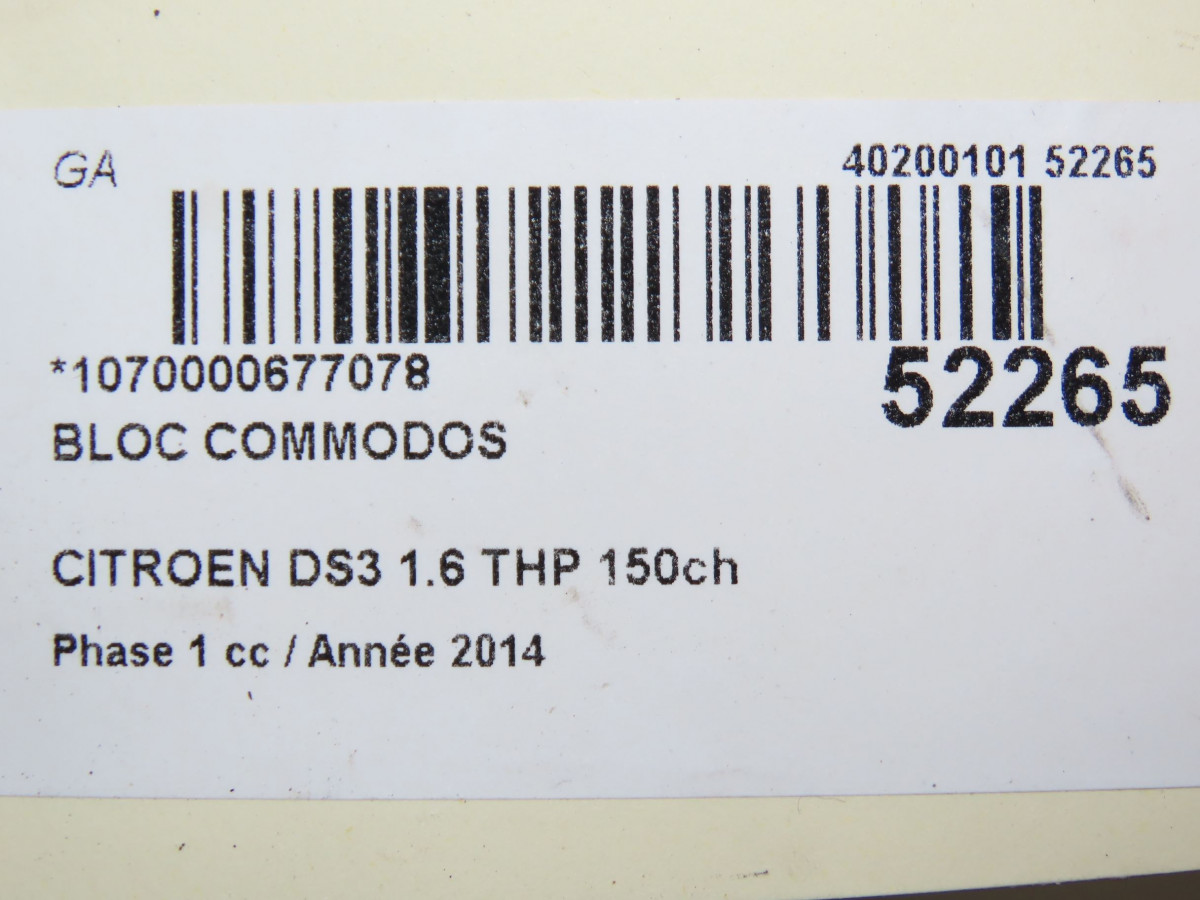 GA
40200101 52265
*1070000677078
52265
BLOC COMMODOS
CITROEN DS3 1.6 THP 150ch
Phase 1 cc / Année 2014